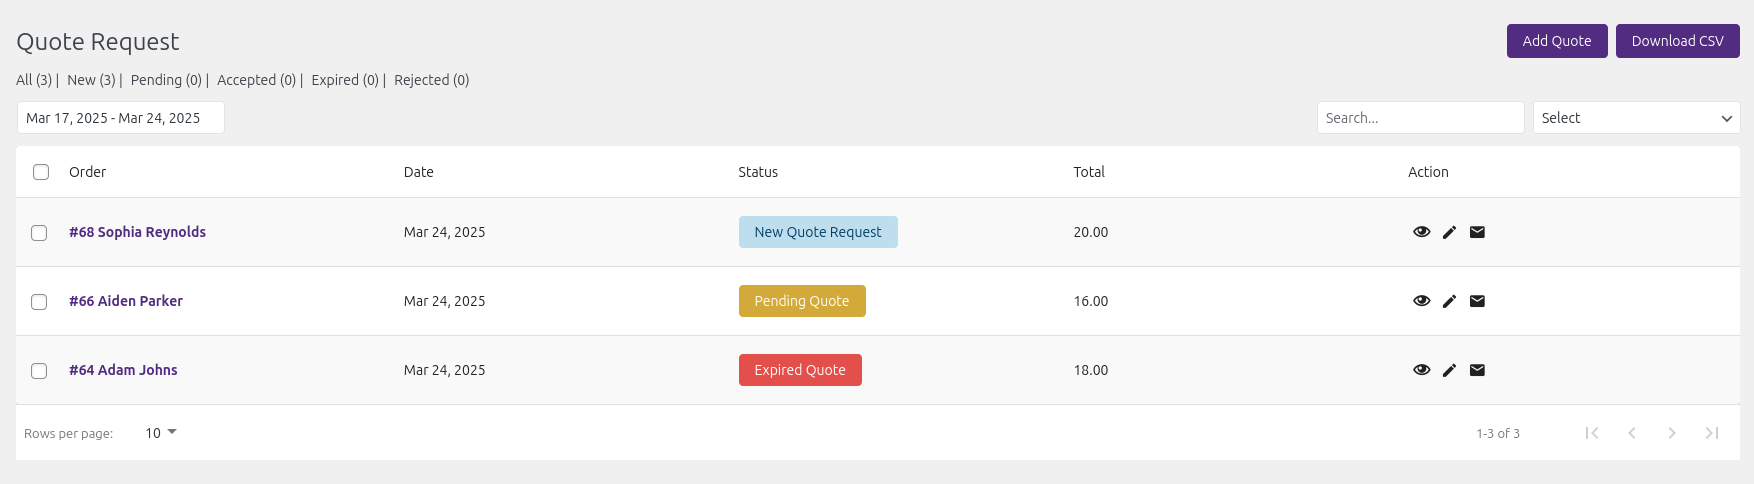 Quote Request
Add Quote
Download CSV
All (3) | New (3) | Pending (0) | Accepted (0) | Expired (0) | Rejected (0)
Mar 17, 2025 - Mar 24, 2025
Search...
Select
Order Date Status Total Action
#68 Sophia Reynolds Mar 24, 2025 New Quote Request 20.00
#66 Aiden Parker Mar 24, 2025 Pending Quote 16.00
#64 Adam Johns Mar 24, 2025 Expired Quote 18.00
Rows per page: 10 1-3 of 3